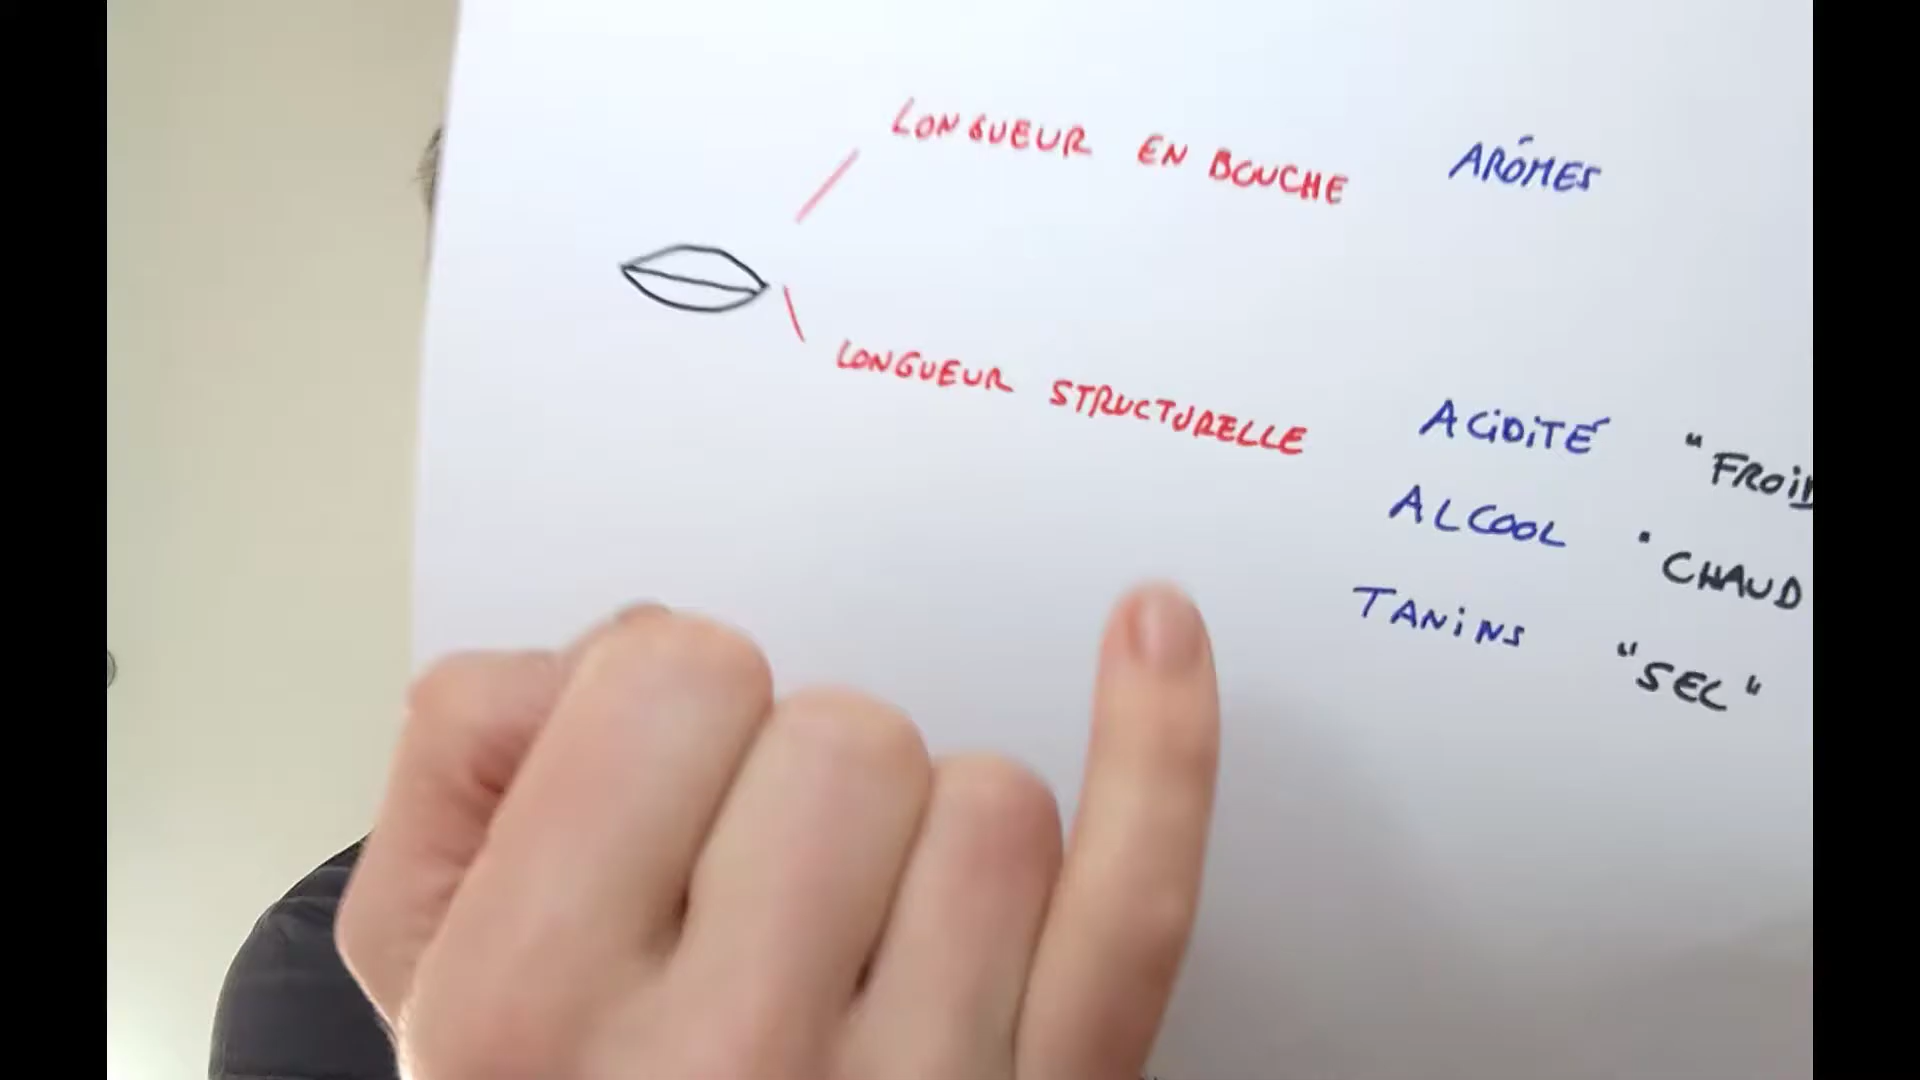 LONGUEUR EN BOUCHE ARÔMES
LONGUEUR STRUCTURELLE
ACiDiTÉ "FROiD
ALCOOL "CHAUD
TANiNS "SEC"